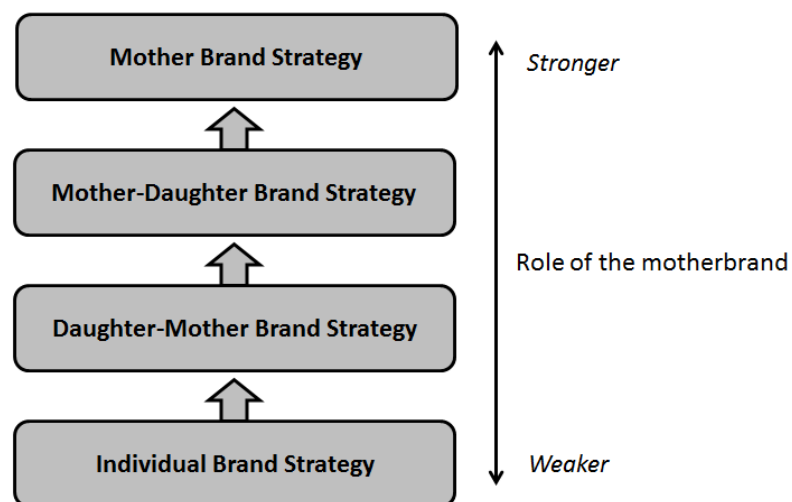 Mother Brand Strategy
Stronger
Mother-Daughter Brand Strategy
Role of the motherbrand
Daughter-Mother Brand Strategy
Individual Brand Strategy
Weaker